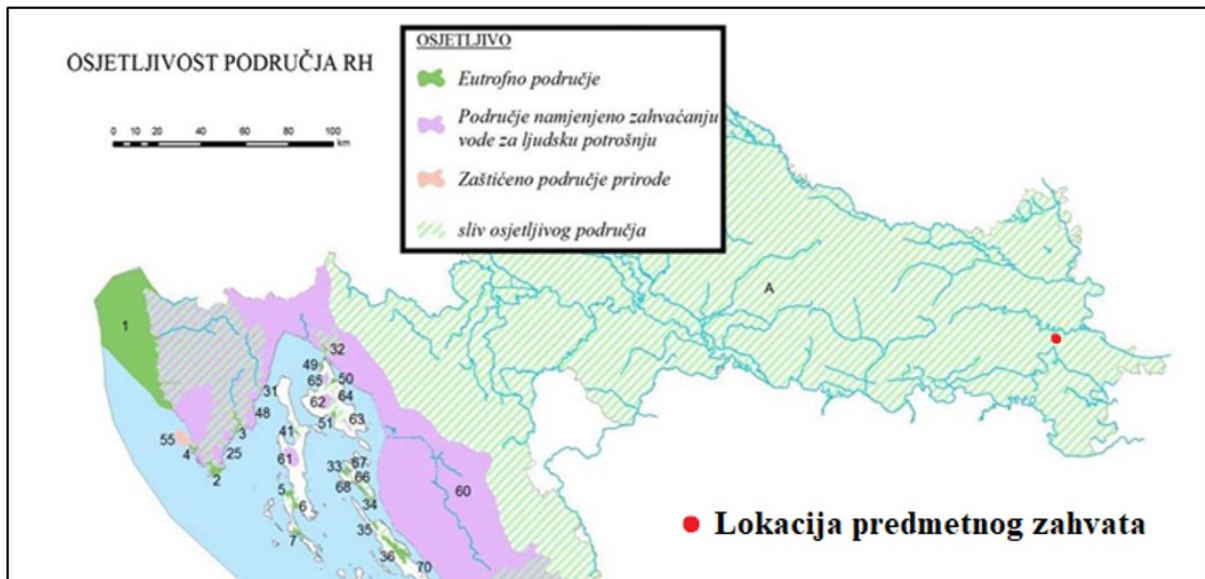 OSJETLJIVOST PODRUČJA RH
0 10 20 40 60 80 100
km
OSJETLJIVO
Eutrofno područje
Područje namjenjeno zahvaćanju
vode za ljudsku potrošnju
Zaštićeno područje prirode
sliv osjetljivog područja
A
1
32
49
65
50
31
62
64
48
51
63
3
41
55
4
25
61
2
33
67
66
68
5
6
34
60
7
35
36
70
Lokacija predmetnog zahvata